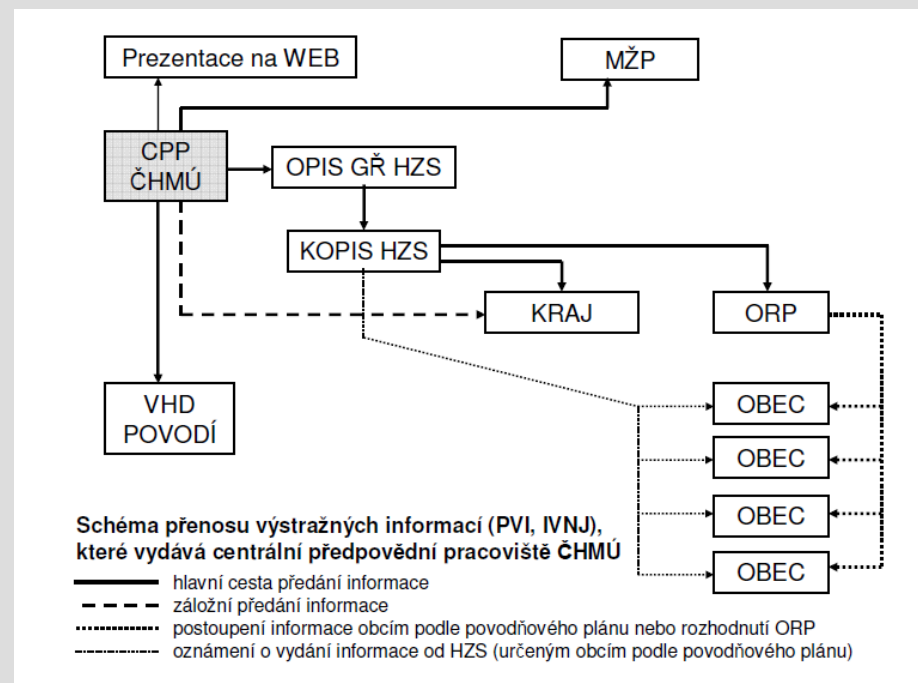 Prezentace na WEB
MŽP
CPP
ČHMÚ
OPIS GŘ HZS
KOPIS HZS
KRAJ
ORP
VHD
POVODÍ
OBEC
OBEC
OBEC
OBEC
Schéma přenosu výstražných informací (PVI, IVNJ),
které vydává centrální předpovědní pracoviště ČHMÚ
hlavní cesta předání informace
záložní předání informace
postoupení informace obcím podle povodňového plánu nebo rozhodnutí ORP
oznámení o vydání informace od HZS (určeným obcím podle povodňového plánu)